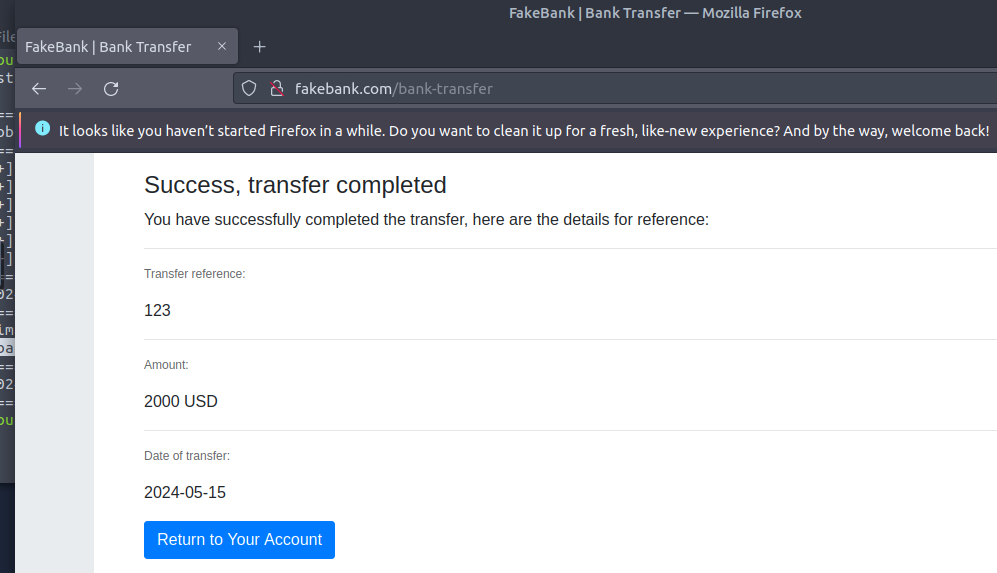 FakeBank | Bank Transfer — Mozilla Firefox
FakeBank | Bank Transfer
fakebank.com/bank-transfer
It looks like you haven't started Firefox in a while. Do you want to clean it up for a fresh, like-new experience? And by the way, welcome back!
Success, transfer completed
You have successfully completed the transfer, here are the details for reference:
Transfer reference:
123
Amount:
2000 USD
Date of transfer:
2024-05-15
Return to Your Account